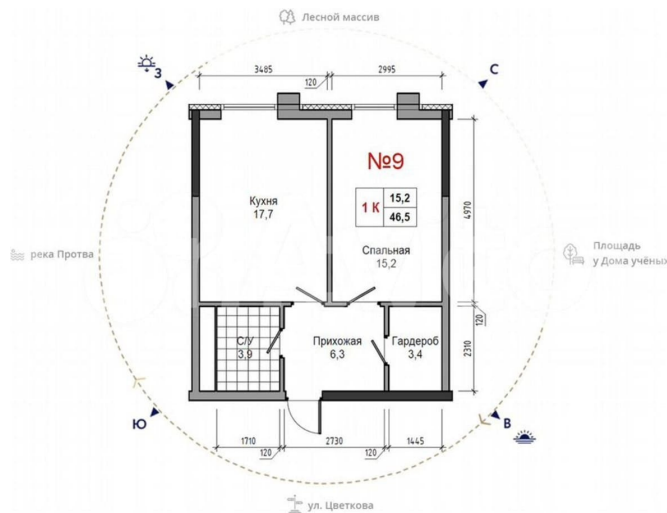 Лесной массив
3485
2995
120
З
С
№9
1 К
15,2
46,5
Кухня
17,7
4970
Спальная
15,2
река Протва
Площадь
у Дома учёных
120
С/У
3,9
Прихожая
6,3
Гардероб
3,4
2310
Ю
В
1710
2730
1445
120
120
ул. Цветкова